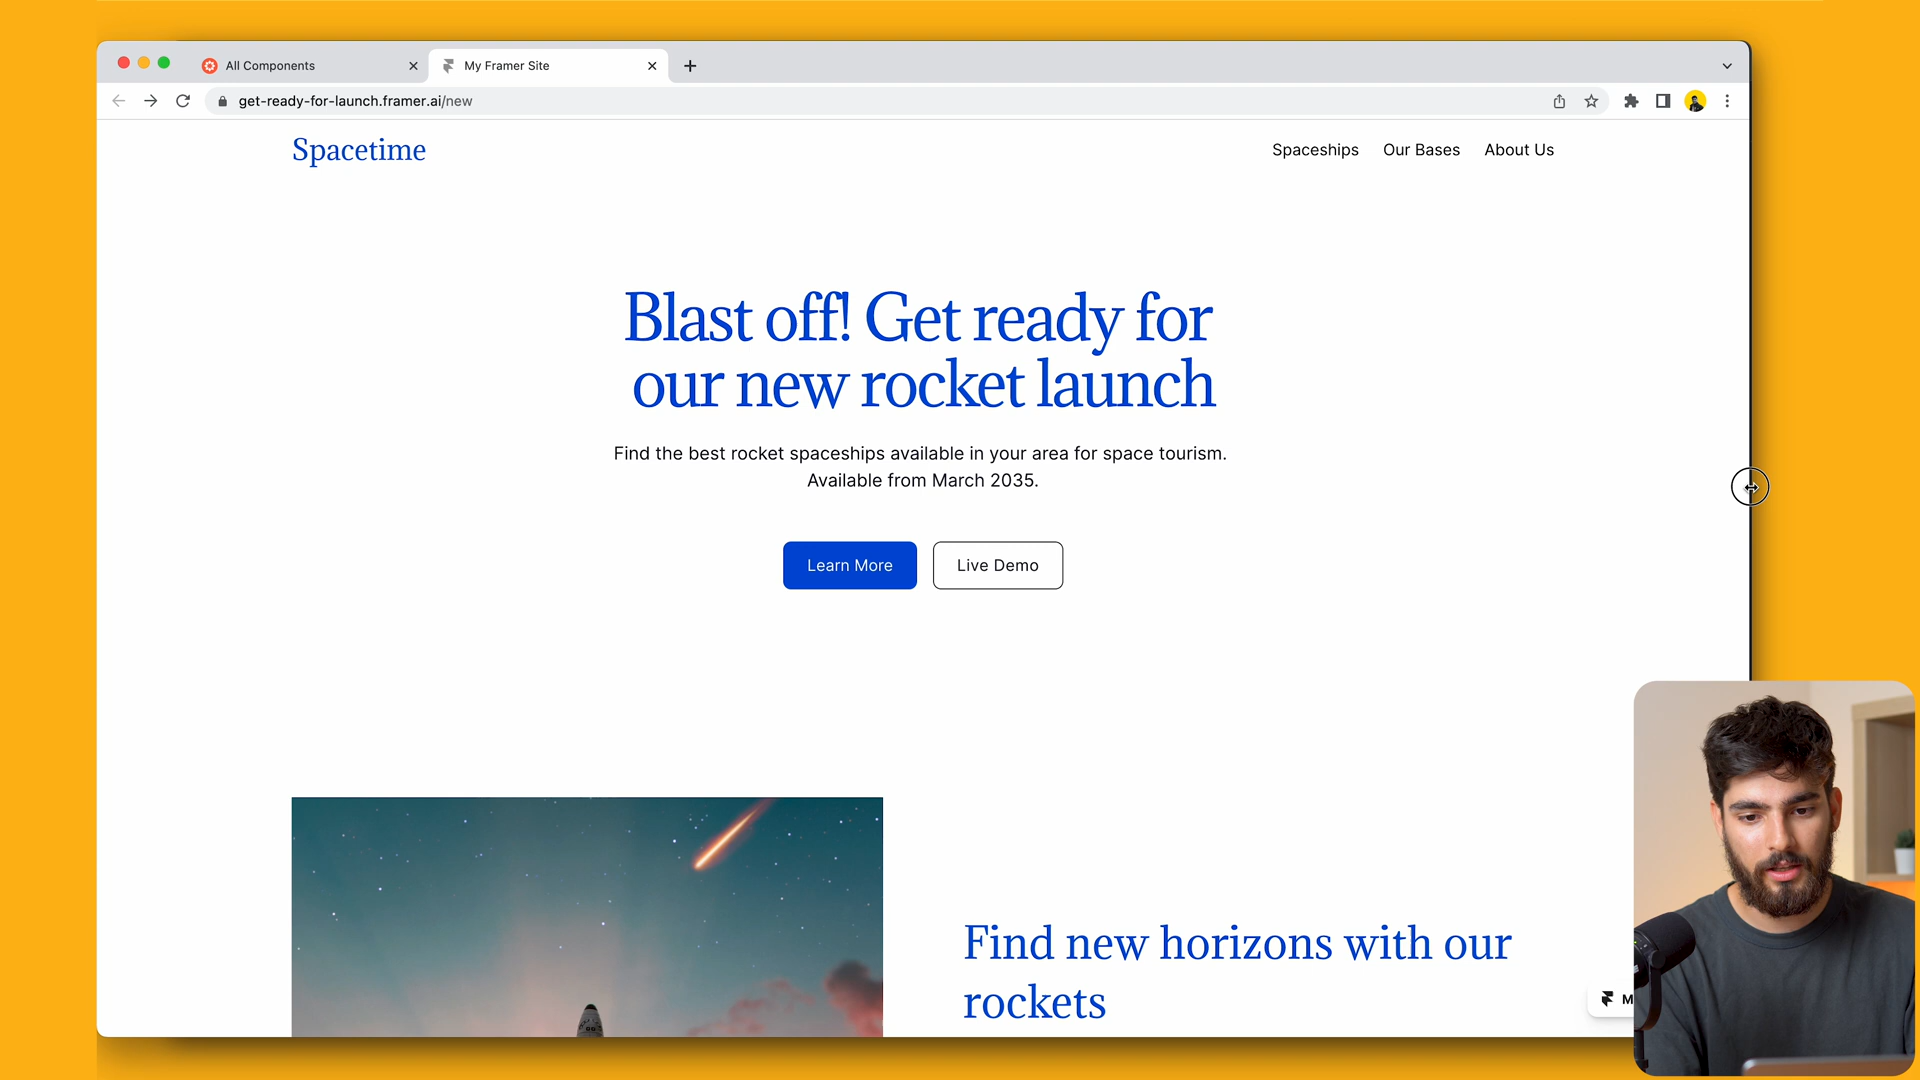 All Components
My Framer Site
get-ready-for-launch.framer.ai/new
Spacetime
Spaceships Our Bases About Us
Blast off! Get ready for
our new rocket launch
Find the best rocket spaceships available in your area for space tourism.
Available from March 2035.
Learn More
Live Demo
Find new horizons with our
rockets
M